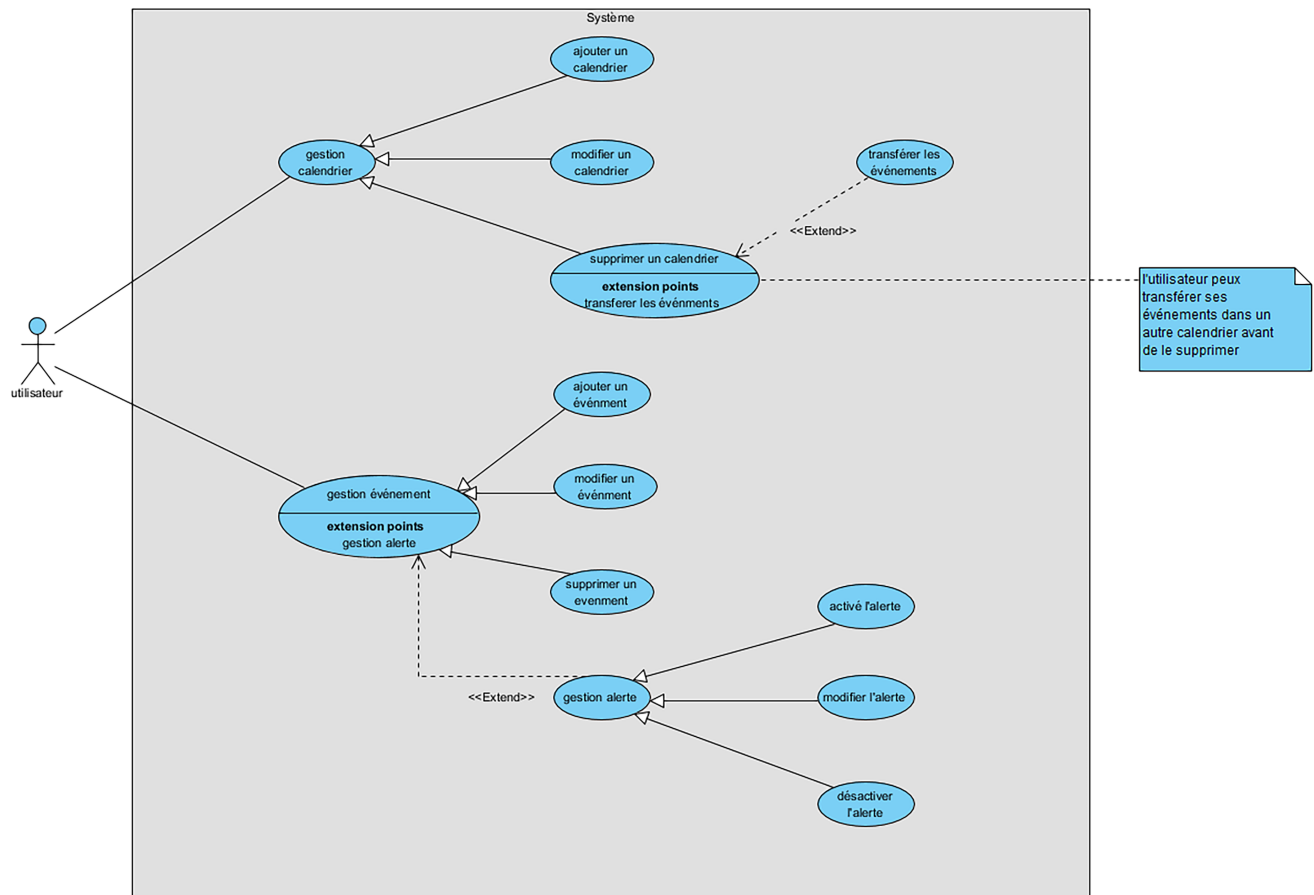 Système
ajouter un
calendrier
gestion
calendrier
modifier un
calendrier
transférer les
événements
<<Extend>>
supprimer un calendrier
extension points
transferer les événments
l'utilisateur peux
transférer ses
événements dans un
autre calendrier avant
de le supprimer
utilisateur
ajouter un
événment
modifier un
événment
gestion événement
extension points
gestion alerte
supprimer un
evenment
activé l'alerte
<<Extend>>
gestion alerte
modifier l'alerte
désactiver
l'alerte